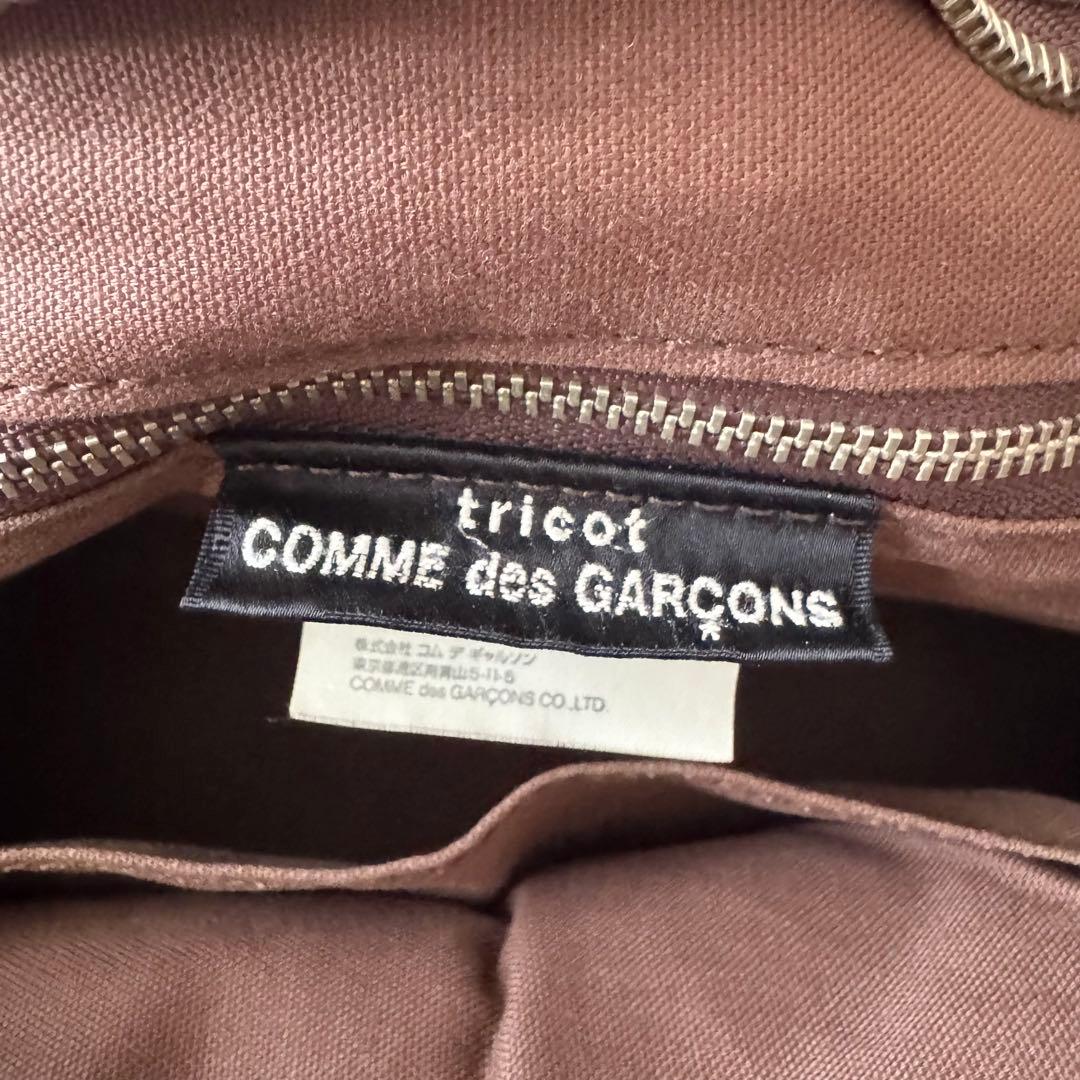 tricot
COMME des GARÇONS
株式会社 コム デ ギャルソン
東京都港区南青山5-11-5
COMME des GARÇONS CO.,LTD.